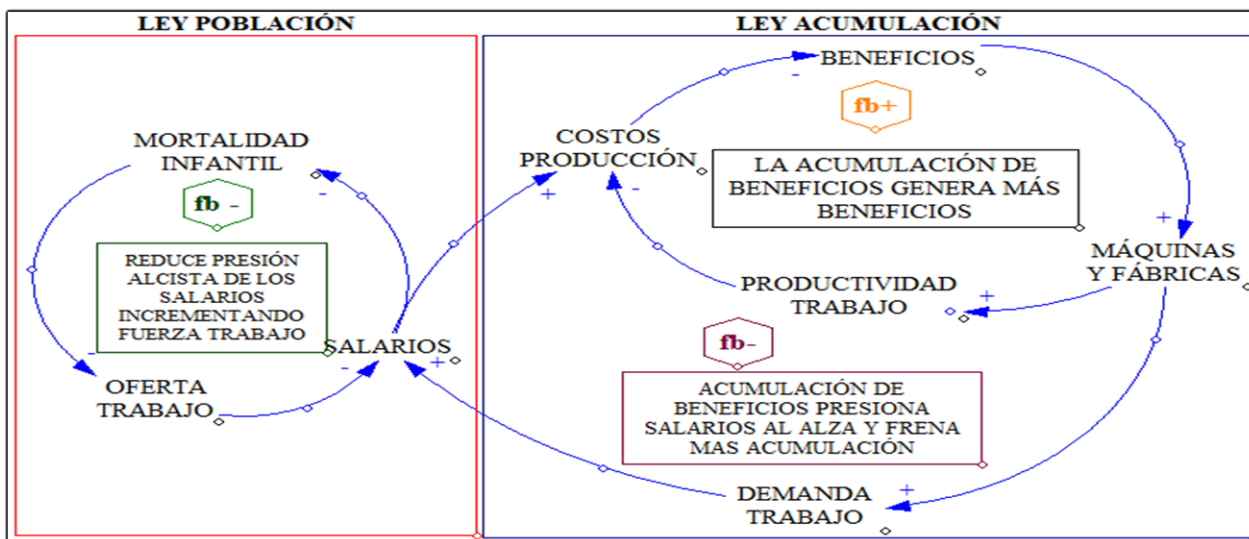 LEY POBLACIÓN
MORTALIDAD
INFANTIL
-
fb -
REDUCE PRESIÓN
ALCISTA DE LOS
SALARIOS
INCREMENTANDO
FUERZA TRABAJO
-
OFERTA
TRABAJO
-
SALARIOS
+
LEY ACUMULACIÓN
BENEFICIOS
-
fb+
COSTOS
PRODUCCIÓN
+
-
LA ACUMULACIÓN DE
BENEFICIOS GENERA MÁS
BENEFICIOS
+
MÁQUINAS
Y FÁBRICAS
PRODUCTIVIDAD
TRABAJO
+
fb-
ACUMULACIÓN DE
BENEFICIOS PRESIONA
SALARIOS AL ALZA Y FRENA
MAS ACUMULACIÓN
DEMANDA
TRABAJO
+